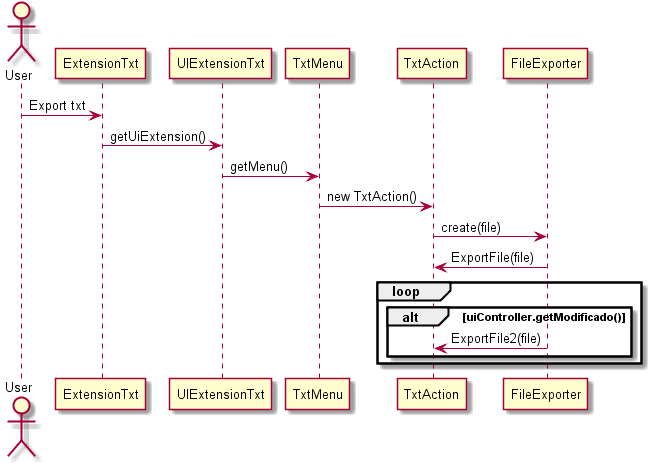 User
ExtensionTxt
UIExtensionTxt
TxtMenu
TxtAction
FileExporter
Export txt
getUiExtension()
getMenu()
new TxtAction()
create(file)
ExportFile(file)
loop
alt
[uiController.getModificado()]
ExportFile2(file)
User
ExtensionTxt
UIExtensionTxt
TxtMenu
TxtAction
FileExporter